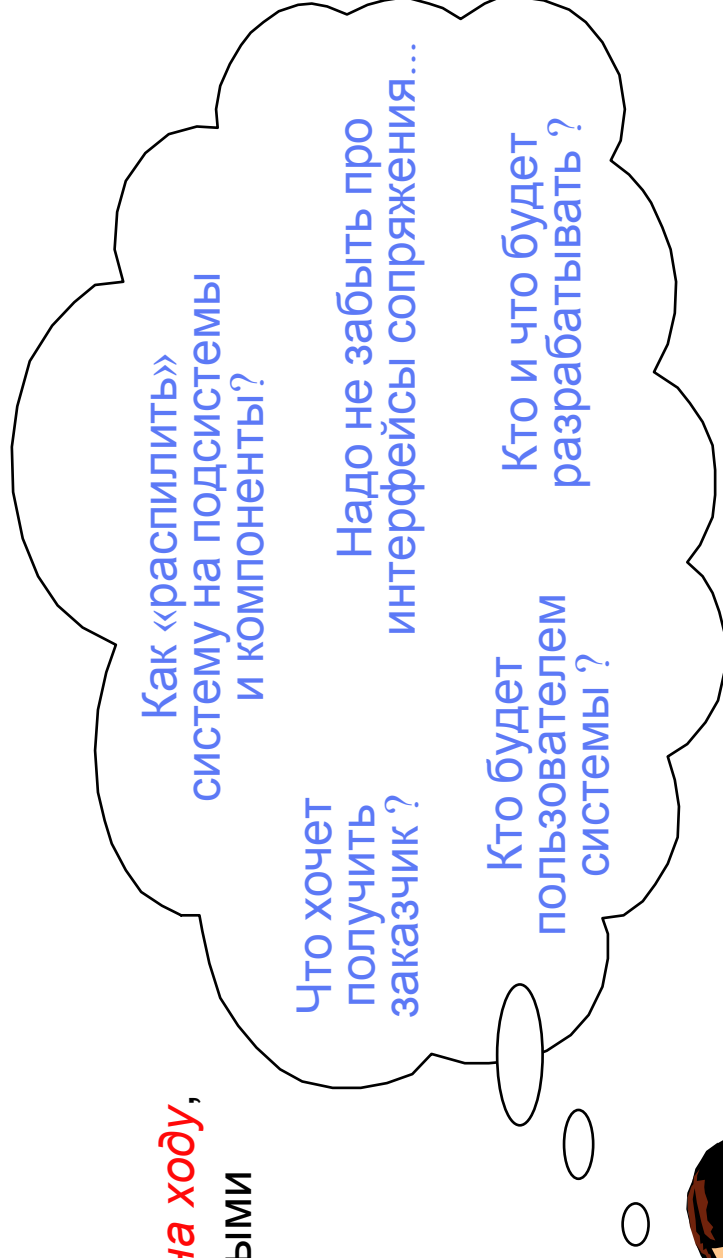 на ходу,
ыми
Как «распилить»
систему на подсистемы
и компоненты?
Что хочет
получить
заказчик ?
Надо не забыть про
интерфейсы сопряжения...
Кто будет
пользователем
системы ?
Кто и что будет
разрабатывать ?